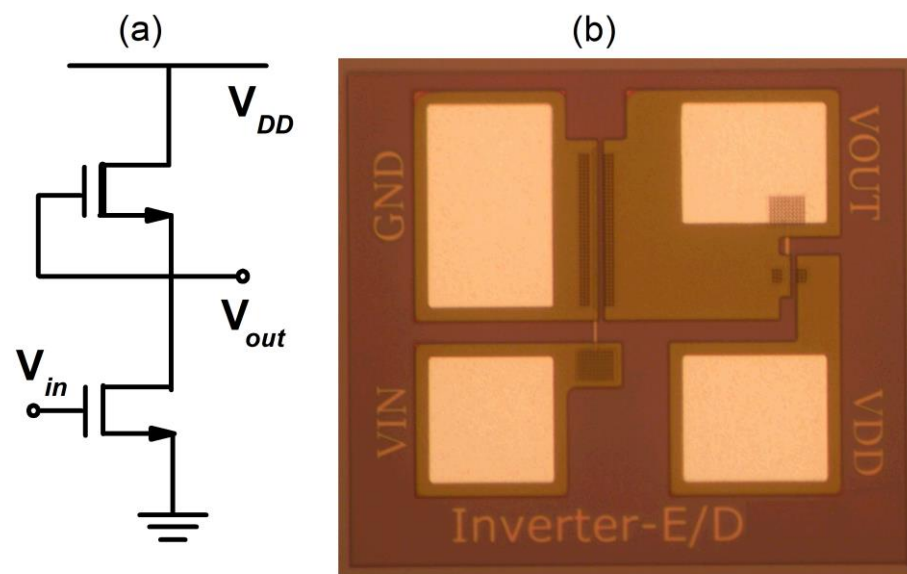 (a)
V_DD
V_out
V_in
(b)
GND
VOUT
VIN
VDD
Inverter-E/D